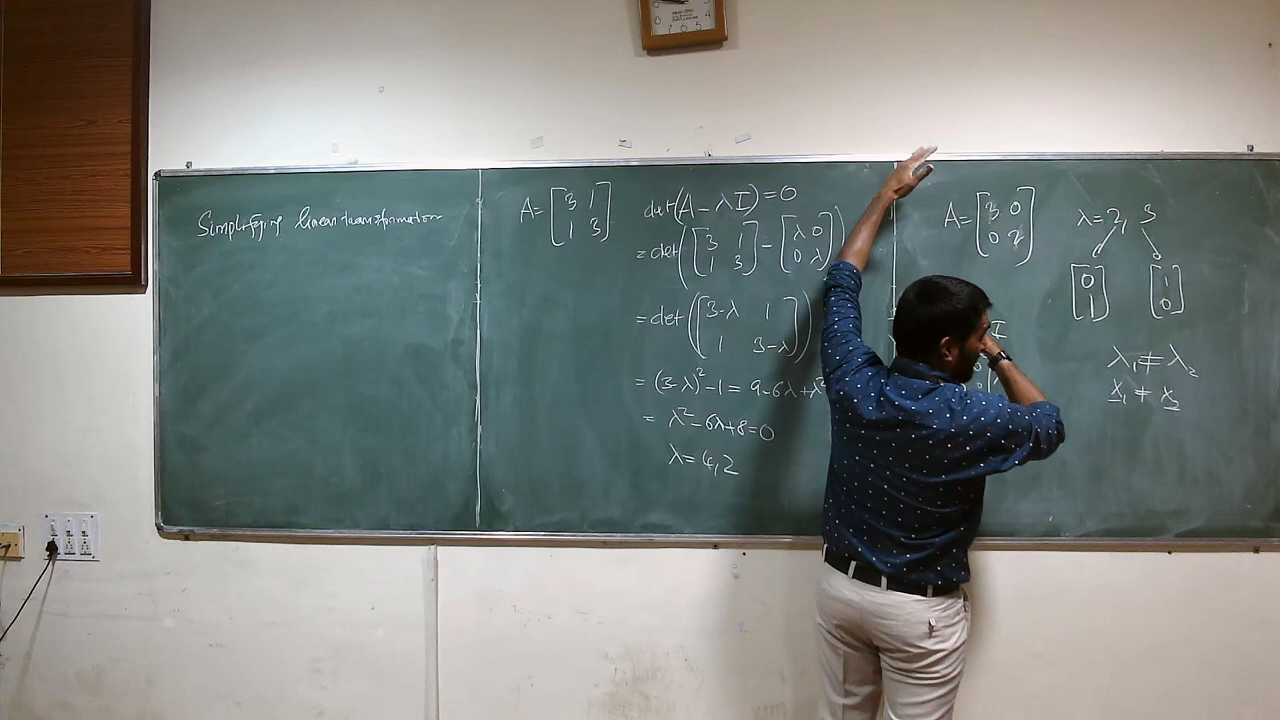 Simplifying linear transformation
A= [3 1
1 3]
det(A - λI) = 0
= det([3 1
1 3] - [λ 0
0 λ])
= det([3-λ 1
1 3-λ])
= (3-λ)² - 1 = 9 - 6λ + λ²
= λ² - 6λ + 8 = 0
λ = 4, 2
A= [3 0
0 2]
λ = 2, 3
[0
1]
[1
0]
I
λ₁ ≠ λ₂
x₁ ≠ x₂